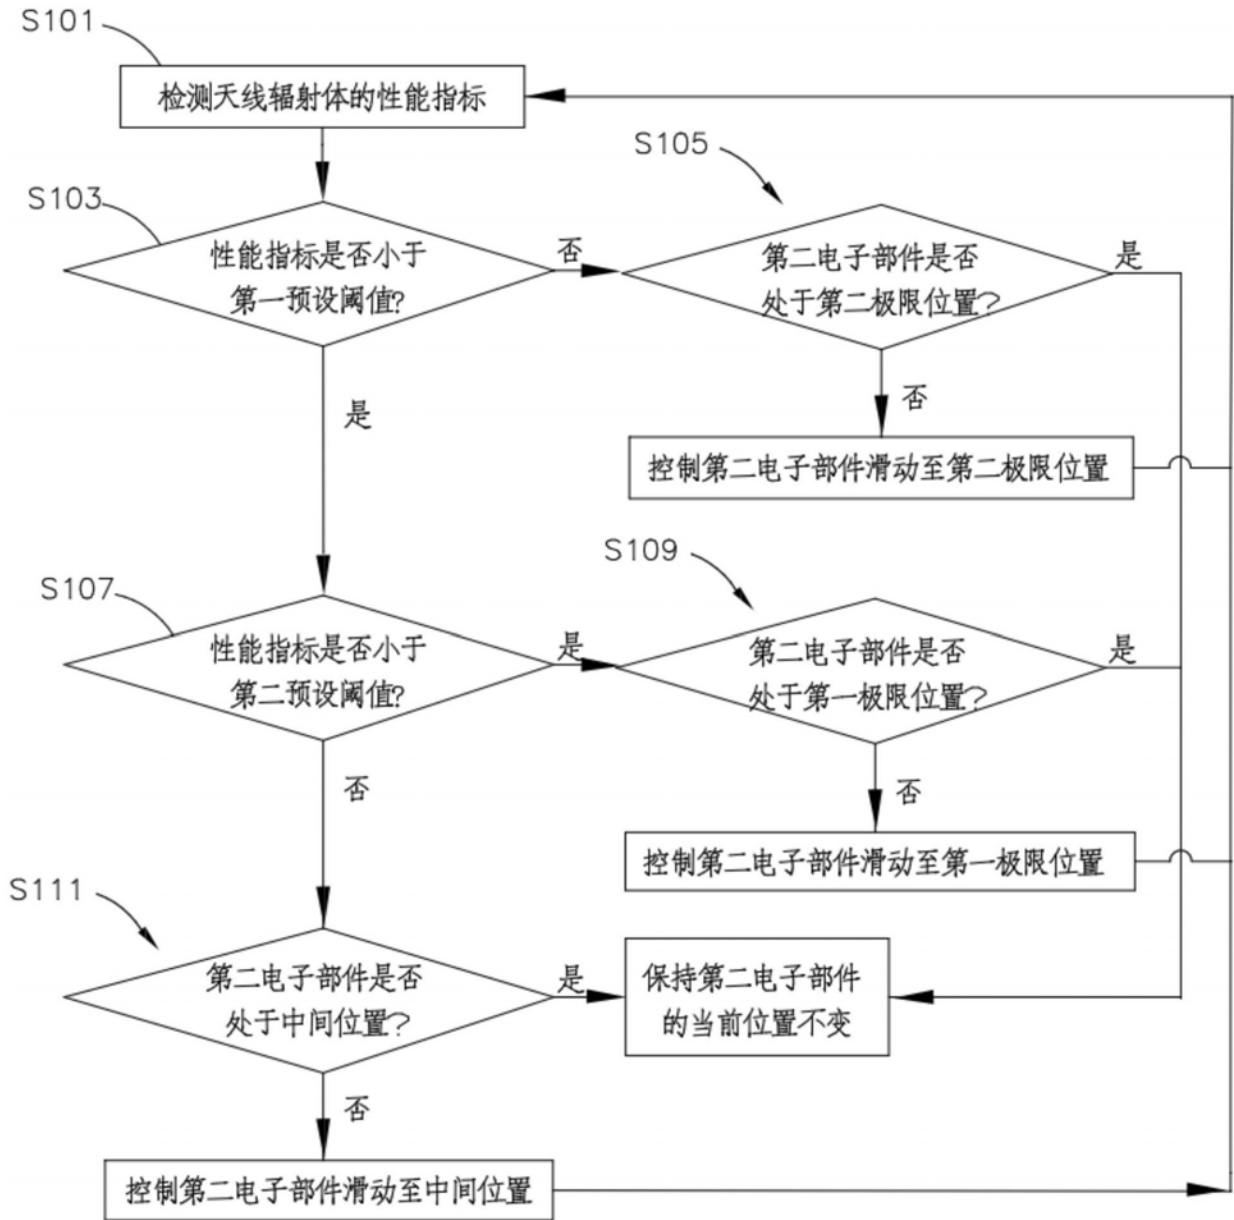 S101
检测天线辐射体的性能指标
S105
S103
性能指标是否小于
第一预设阈值?
否
第二电子部件是否
处于第二极限位置?
是
是
否
控制第二电子部件滑动至第二极限位置
S109
S107
性能指标是否小于
第二预设阈值?
是
第二电子部件是否
处于第一极限位置?
是
否
否
控制第二电子部件滑动至第一极限位置
S111
第二电子部件是否
处于中间位置?
是
保持第二电子部件
的当前位置不变
否
控制第二电子部件滑动至中间位置